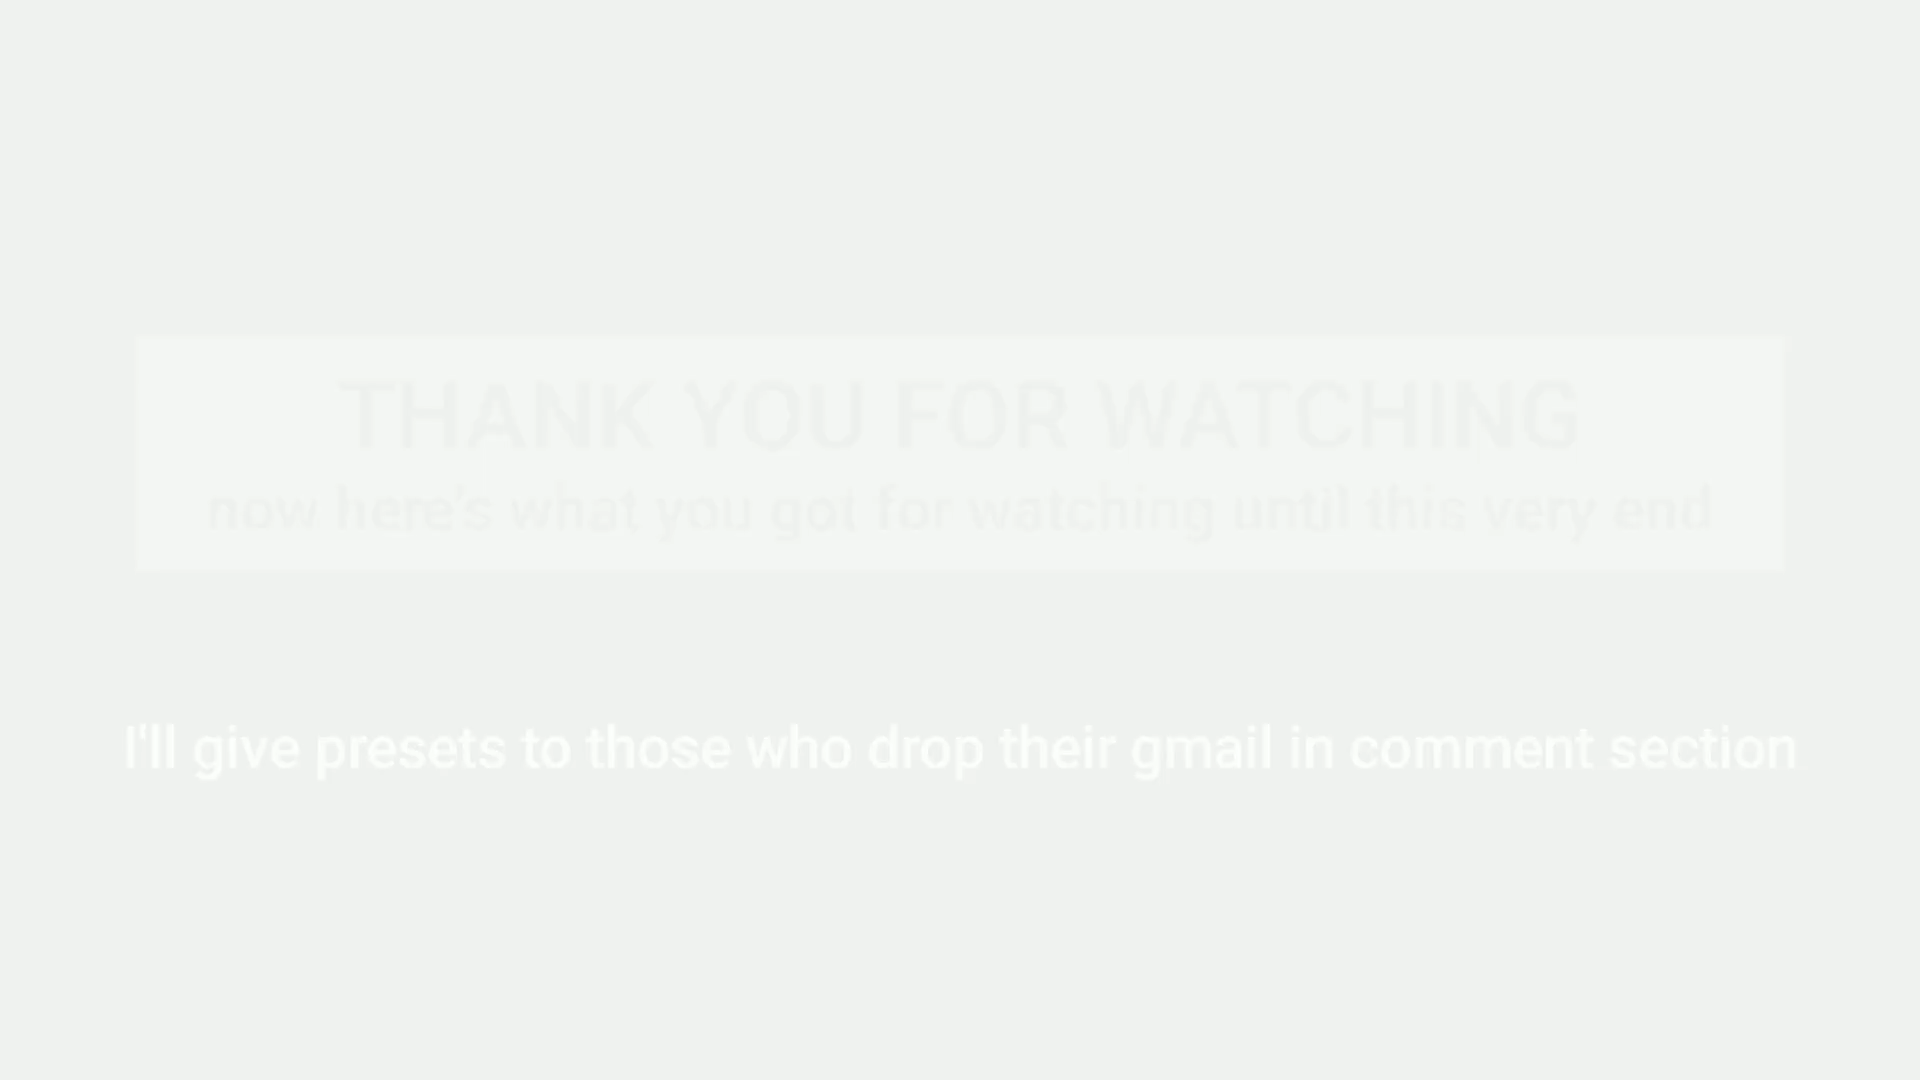 THANK YOU FOR WATCHING
now here's what you got for watching until this very end
I'll give presets to those who drop their gmail in comment section